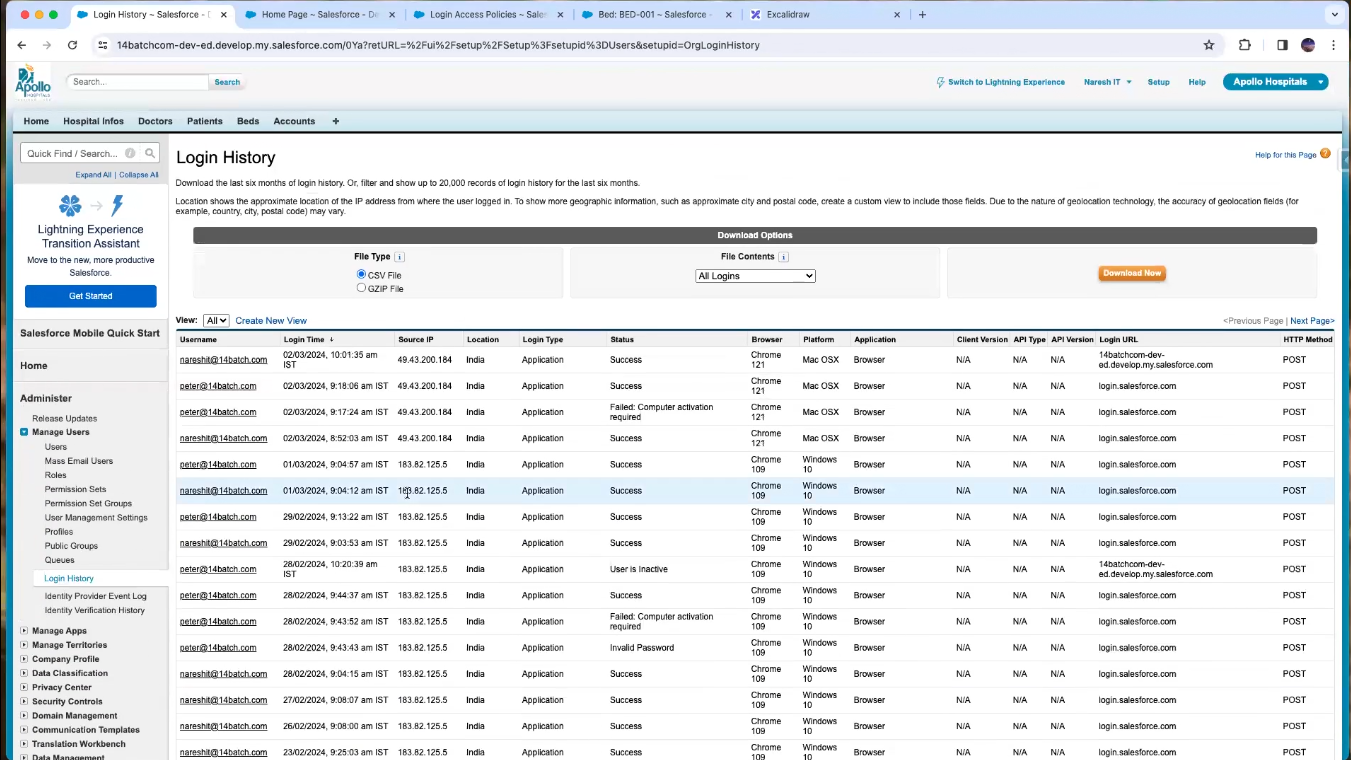 Login History ~ Salesforce - D
Home Page ~ Salesforce - De
Login Access Policies ~ Sales
Bed: BED-001 ~ Salesforce -
Excalidraw
14batchcom-dev-ed.develop.my.salesforce.com/0Ya?retURL=%2Fui%2Fsetup%2FSetup%3Fsetupid%3DUsers&setupid=OrgLoginHistory
Apollo
HOSPITALS
Search...
Search
Switch to Lightning Experience
Naresh IT
Setup
Help
Apollo Hospitals
Home Hospital Infos Doctors Patients Beds Accounts +
Quick Find / Search...
Expand All | Collapse All
Lightning Experience
Transition Assistant
Move to the new, more productive
Salesforce.
Get Started
Salesforce Mobile Quick Start
Home
Administer
Release Updates
Manage Users
Users
Mass Email Users
Roles
Permission Sets
Permission Set Groups
User Management Settings
Profiles
Public Groups
Queues
Login History
Identity Provider Event Log
Identity Verification History
Manage Apps
Manage Territories
Company Profile
Data Classification
Privacy Center
Security Controls
Domain Management
Communication Templates
Translation Workbench
Data Management
Login History
Help for this Page
Download the last six months of login history. Or, filter and show up to 20,000 records of login history for the last six months.
Location shows the approximate location of the IP address from where the user logged in. To show more geographic information, such as approximate city and postal code, create a custom view to include those fields. Due to the nature of geolocation technology, the accuracy of geolocation fields (for
example, country, city, postal code) may vary.
Download Options
File Type
CSV File
GZIP File
File Contents
All Logins
Download Now
View: All Create New View
<Previous Page | Next Page>
Username Login Time Source IP Location Login Type Status Browser Platform Application Client Version API Type API Version Login URL HTTP Method
nareshit@14batch.com 02/03/2024, 10:01:35 am IST 49.43.200.184 India Application Success Chrome 121 Mac OSX Browser N/A N/A N/A 14batchcom-dev-ed.develop.my.salesforce.com POST
peter@14batch.com 02/03/2024, 9:18:06 am IST 49.43.200.184 India Application Success Chrome 121 Mac OSX Browser N/A N/A N/A login.salesforce.com POST
peter@14batch.com 02/03/2024, 9:17:24 am IST 49.43.200.184 India Application Failed: Computer activation required Chrome 121 Mac OSX Browser N/A N/A N/A login.salesforce.com POST
nareshit@14batch.com 02/03/2024, 8:52:03 am IST 49.43.200.184 India Application Success Chrome 121 Mac OSX Browser N/A N/A N/A login.salesforce.com POST
peter@14batch.com 01/03/2024, 9:04:57 am IST 183.82.125.5 India Application Success Chrome 109 Windows 10 Browser N/A N/A N/A login.salesforce.com POST
nareshit@14batch.com 01/03/2024, 9:04:12 am IST 183.82.125.5 India Application Success Chrome 109 Windows 10 Browser N/A N/A N/A login.salesforce.com POST
peter@14batch.com 29/02/2024, 9:13:22 am IST 183.82.125.5 India Application Success Chrome 109 Windows 10 Browser N/A N/A N/A login.salesforce.com POST
nareshit@14batch.com 29/02/2024, 9:03:53 am IST 183.82.125.5 India Application Success Chrome 109 Windows 10 Browser N/A N/A N/A login.salesforce.com POST
peter@14batch.com 28/02/2024, 10:20:39 am IST 183.82.125.5 India Application User is Inactive Chrome 109 Windows 10 Browser N/A N/A N/A 14batchcom-dev-ed.develop.my.salesforce.com POST
peter@14batch.com 28/02/2024, 9:44:37 am IST 183.82.125.5 India Application Success Chrome 109 Windows 10 Browser N/A N/A N/A login.salesforce.com POST
peter@14batch.com 28/02/2024, 9:43:52 am IST 183.82.125.5 India Application Failed: Computer activation required Chrome 109 Windows 10 Browser N/A N/A N/A login.salesforce.com POST
peter@14batch.com 28/02/2024, 9:43:43 am IST 183.82.125.5 India Application Invalid Password Chrome 109 Windows 10 Browser N/A N/A N/A login.salesforce.com POST
nareshit@14batch.com 28/02/2024, 9:04:15 am IST 183.82.125.5 India Application Success Chrome 109 Windows 10 Browser N/A N/A N/A login.salesforce.com POST
nareshit@14batch.com 27/02/2024, 9:08:07 am IST 183.82.125.5 India Application Success Chrome 109 Windows 10 Browser N/A N/A N/A login.salesforce.com POST
nareshit@14batch.com 26/02/2024, 9:08:00 am IST 183.82.125.5 India Application Success Chrome 109 Windows 10 Browser N/A N/A N/A login.salesforce.com POST
nareshit@14batch.com 23/02/2024, 9:25:03 am IST 183.82.125.5 India Application Success Chrome 109 Windows 10 Browser N/A N/A N/A login.salesforce.com POST